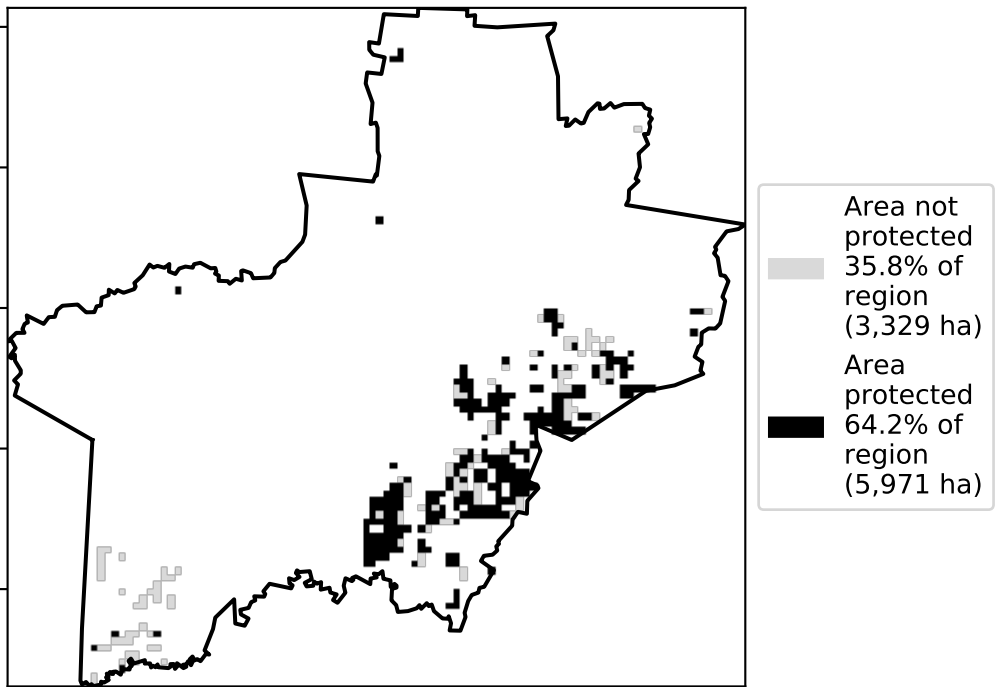 Area not
protected
35.8% of
region
(3,329 ha)
Area
protected
64.2% of
region
(5,971 ha)